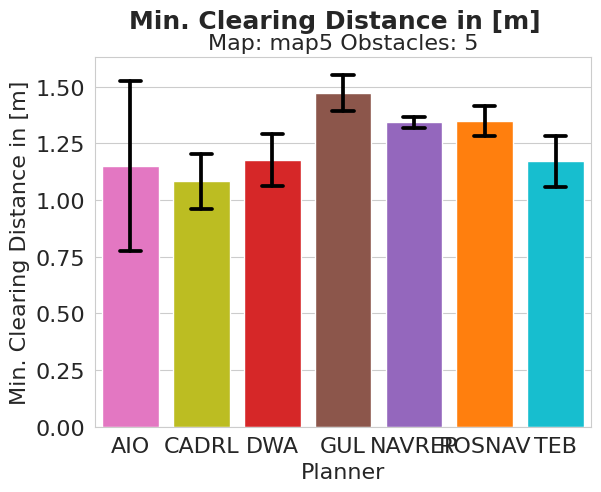 Min. Clearing Distance in [m]
Map: map5 Obstacles: 5
Min. Clearing Distance in [m]
1.50
1.25
1.00
0.75
0.50
0.25
0.00
AIO CADRL DWA GUL NAVREP ROSNAV TEB
Planner